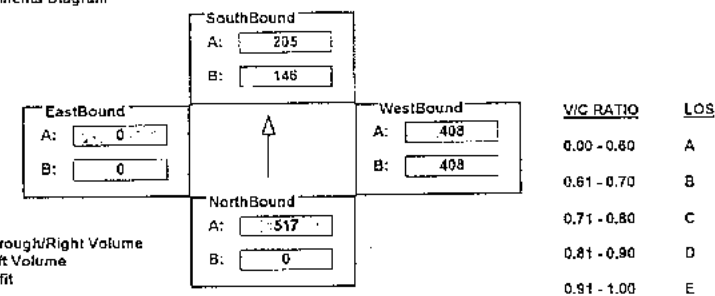 Diagram
SouthBound
A: 205
B: 146
EastBound
A: 0
B: 0
WestBound
A: 408
B: 408
NorthBound
A: 517
B: 0
V/C RATIO LOS
0.00 - 0.60 A
0.61 - 0.70 B
0.71 - 0.80 C
0.81 - 0.90 D
0.91 - 1.00 E
rough/Right Volume
ft Volume
fit